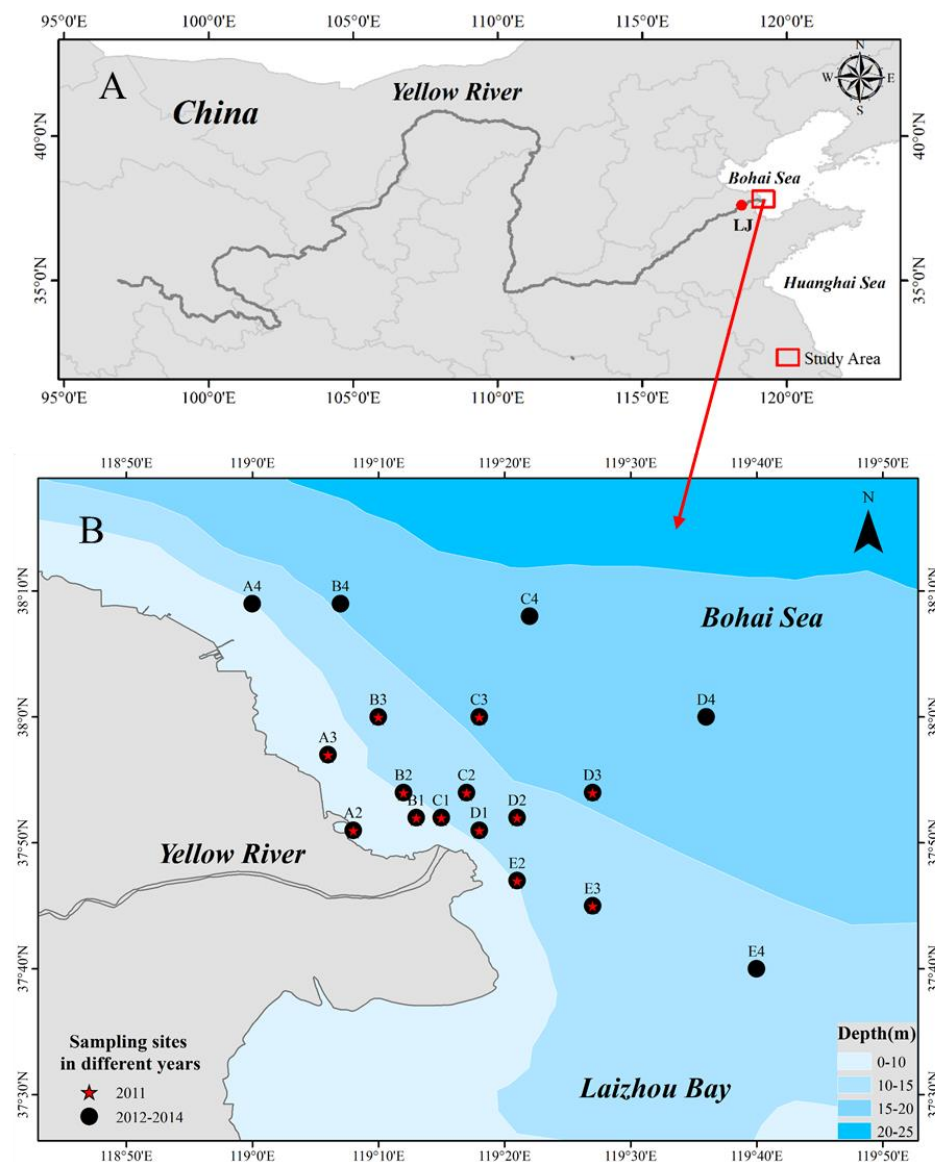 100°0'E 105°0'E 110°0'E 115°0'E 120°0'E
A
China
Yellow River
N
W E
S
40°0'N
40°0'N
Bohai Sea
LJ
35°0'N
35°0'N
Huanghai Sea
Study Area
95°0'E 100°0'E 105°0'E 110°0'E 115°0'E 120°0'E
118°50'E 119°0'E 119°10'E 119°20'E 119°30'E 119°40'E 119°50'E
B
N
38°10'N
38°10'N
A4 B4 C4
Bohai Sea
38°0'N
38°0'N
B3 C3 D4
A3
B2 C2 D3
B1 C1 D2
A2 D1
37°50'N
37°50'N
Yellow River
E2
E3
37°40'N
37°40'N
E4
Sampling sites
in different years
2011
2012-2014
37°30'N
37°30'N
Laizhou Bay
Depth(m)
0-10
10-15
15-20
20-25
118°50'E 119°0'E 119°10'E 119°20'E 119°30'E 119°40'E 119°50'E